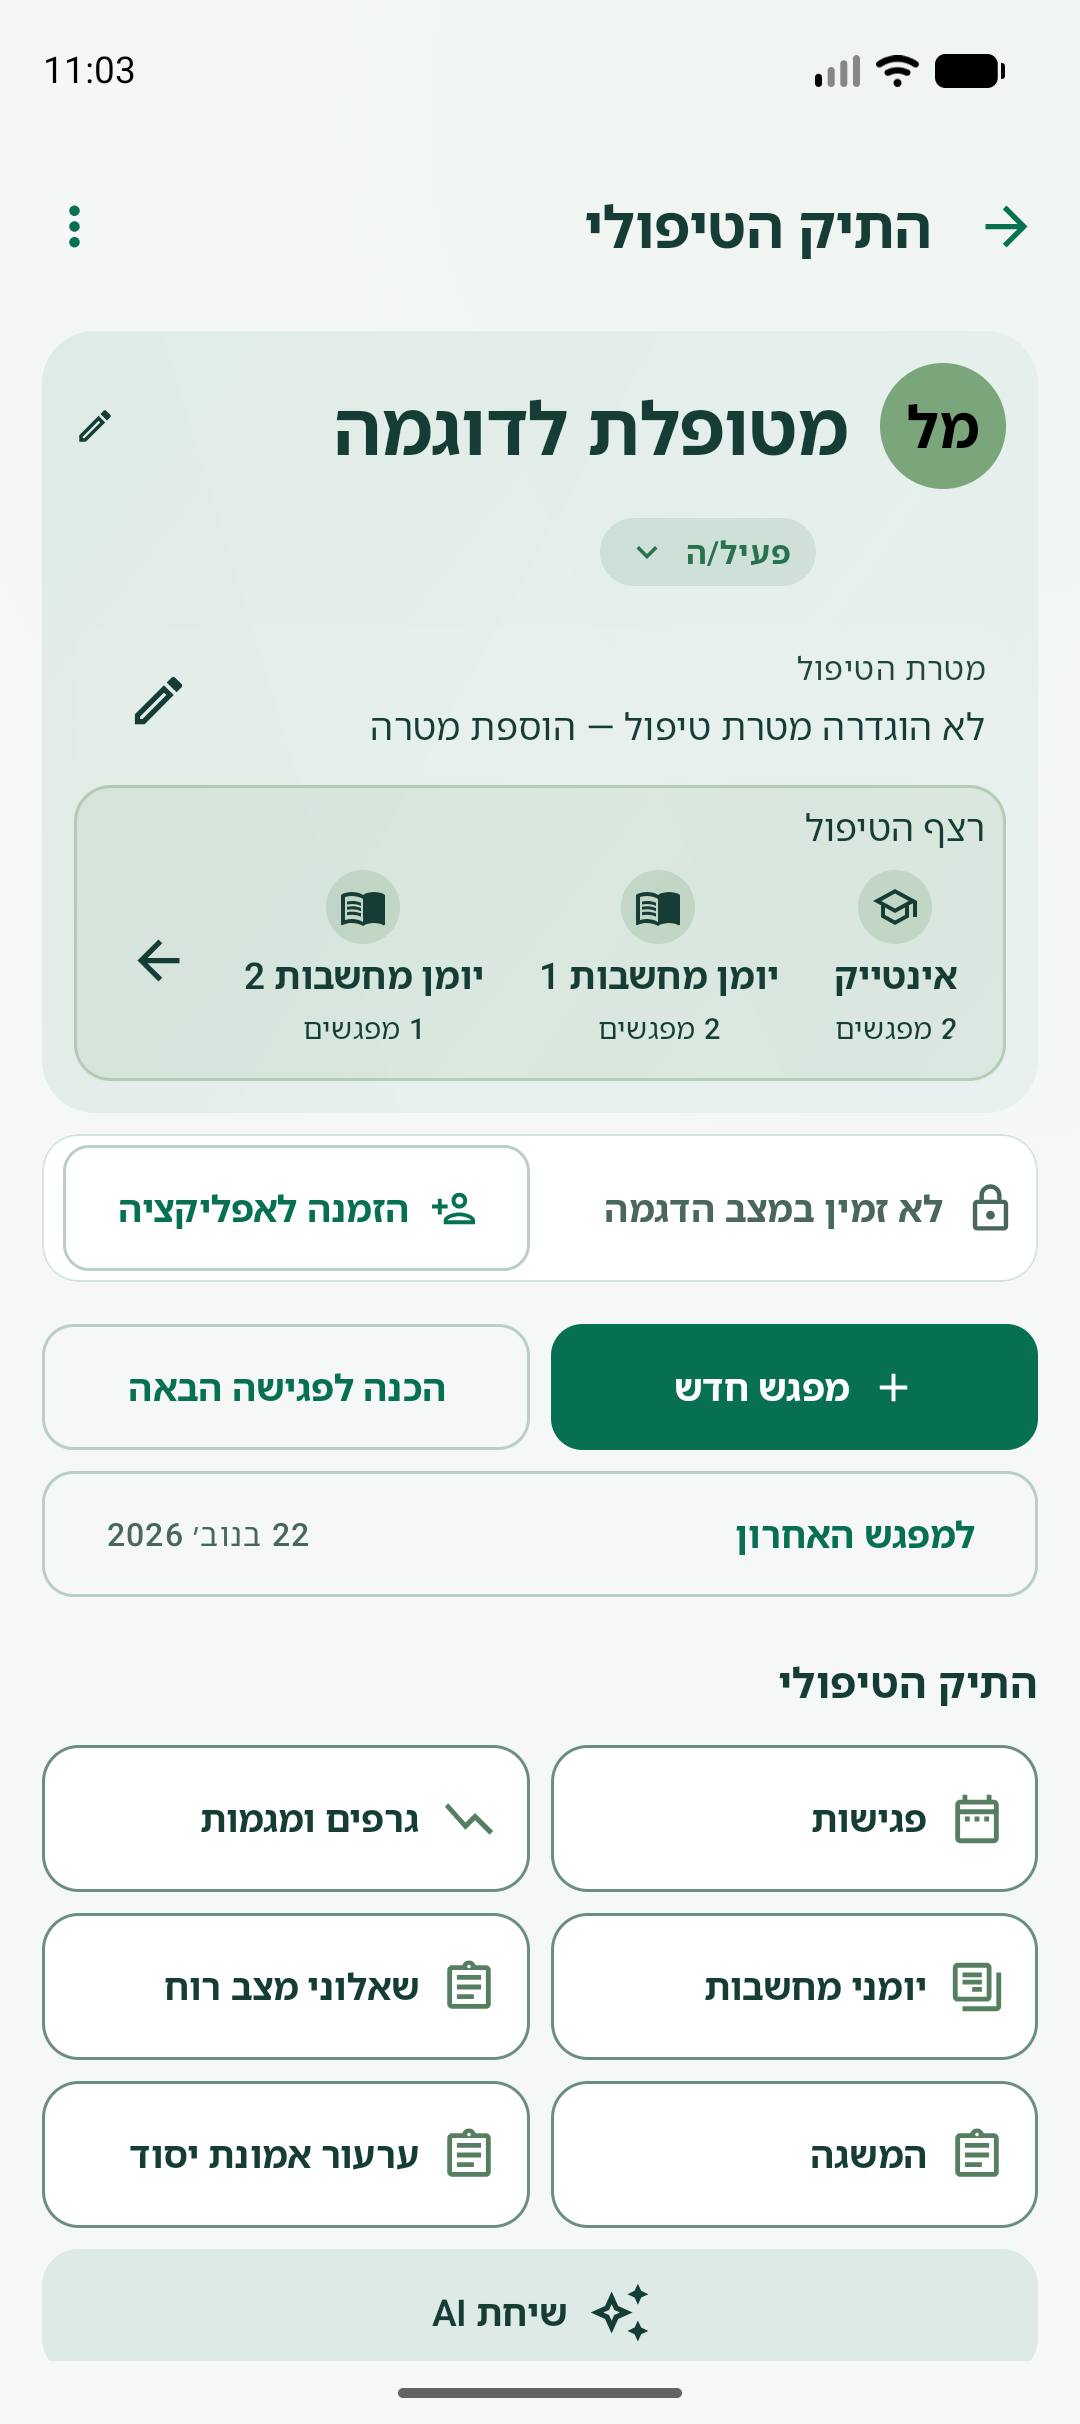 11:03
התיק הטיפולי
מל
מטופלת לדוגמה
פעיל/ה
מטרת הטיפול
לא הוגדרה מטרת טיפול – הוספת מטרה
רצף הטיפול
אינטייק
2 מפגשים
יומן מחשבות 1
2 מפגשים
יומן מחשבות 2
1 מפגשים
לא זמין במצב הדגמה
הזמנה לאפליקציה
מפגש חדש
הכנה לפגישה הבאה
למפגש האחרון
22 בנוב׳ 2026
התיק הטיפולי
פגישות
גרפים ומגמות
יומני מחשבות
שאלוני מצב רוח
המשגה
ערעור אמונת יסוד
שיחת AI